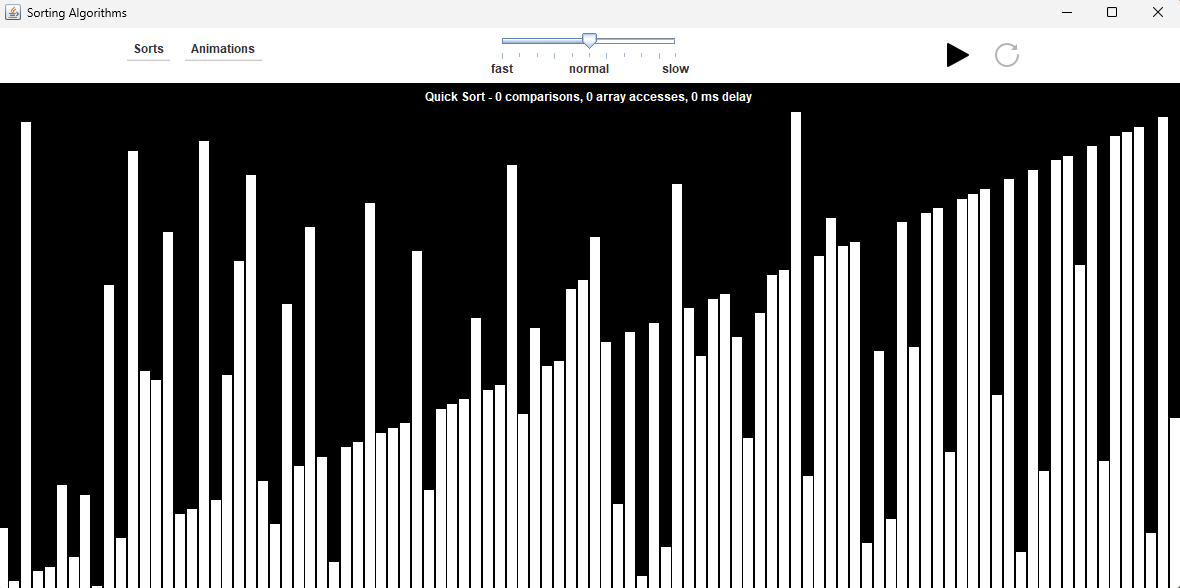 Sorting Algorithms
Sorts Animations
fast normal slow
Quick Sort - 0 comparisons, 0 array accesses, 0 ms delay